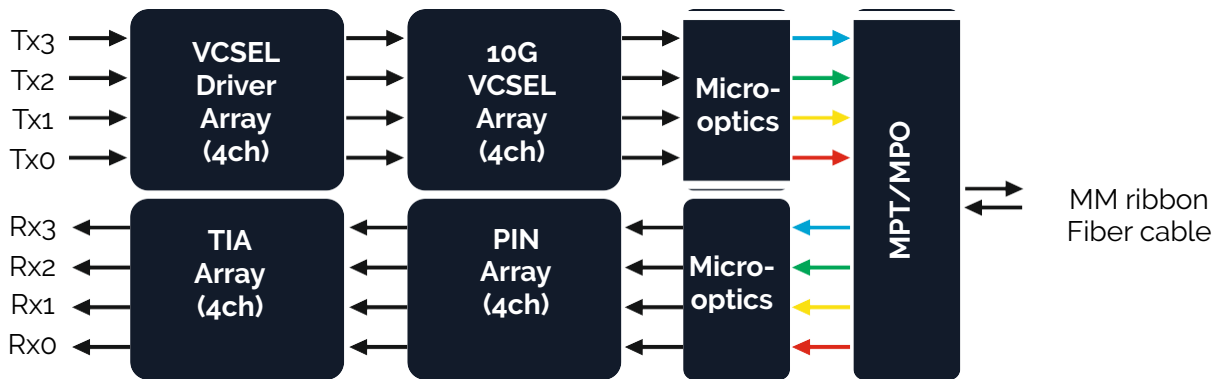 Tx3
Tx2
Tx1
Tx0
VCSEL
Driver
Array
(4ch)
10G
VCSEL
Array
(4ch)
Micro-
optics
MPT/MPO
MM ribbon
Fiber cable
Rx3
Rx2
Rx1
Rx0
TIA
Array
(4ch)
PIN
Array
(4ch)
Micro-
optics